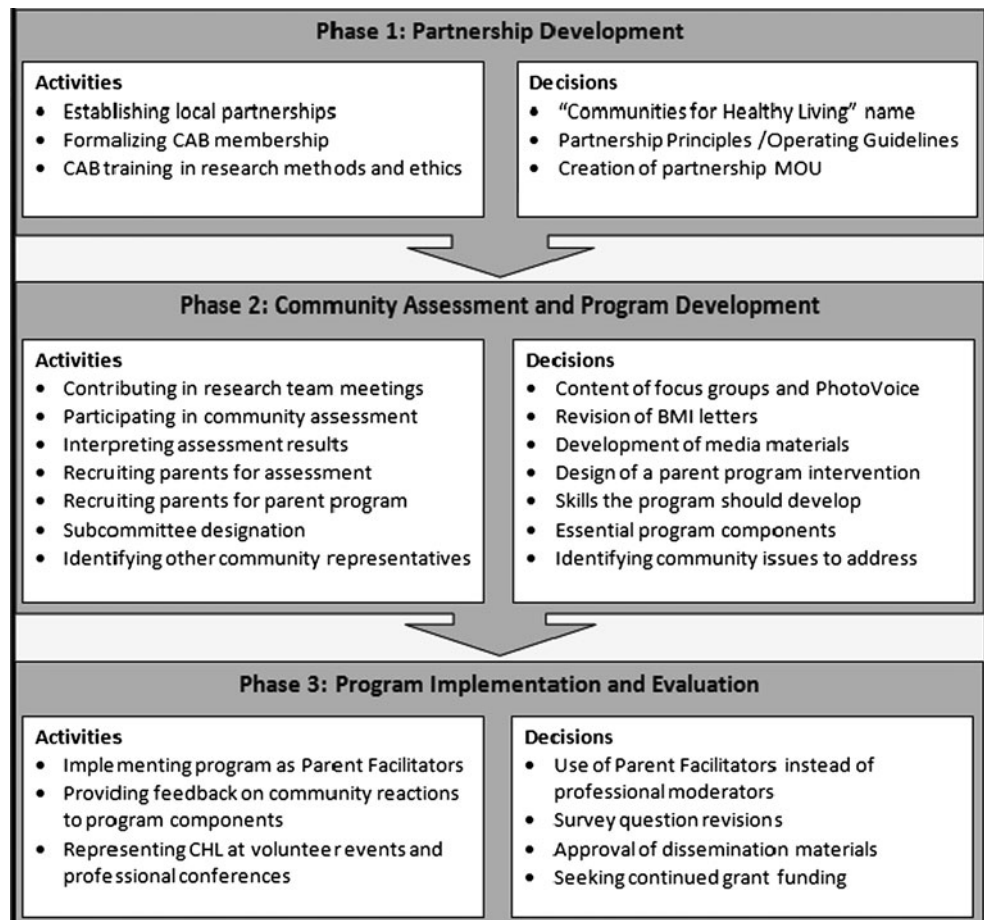 Phase 1: Partnership Development
Activities
• Establishing local partnerships
• Formalizing CAB membership
• CAB training in research methods and ethics
Decisions
• “Communities for Healthy Living” name
• Partnership Principles /Operating Guidelines
• Creation of partnership MOU
Phase 2: Community Assessment and Program Development
Activities
• Contributing in research team meetings
• Participating in community assessment
• Interpreting assessment results
• Recruiting parents for assessment
• Recruiting parents for parent program
• Subcommittee designation
• Identifying other community representatives
Decisions
• Content of focus groups and PhotoVoice
• Revision of BMI letters
• Development of media materials
• Design of a parent program intervention
• Skills the program should develop
• Essential program components
• Identifying community issues to address
Phase 3: Program Implementation and Evaluation
Activities
• Implementing program as Parent Facilitators
• Providing feedback on community reactions
to program components
• Representing CHL at volunteer events and
professional conferences
Decisions
• Use of Parent Facilitators instead of
professional moderators
• Survey question revisions
• Approval of dissemination materials
• Seeking continued grant funding